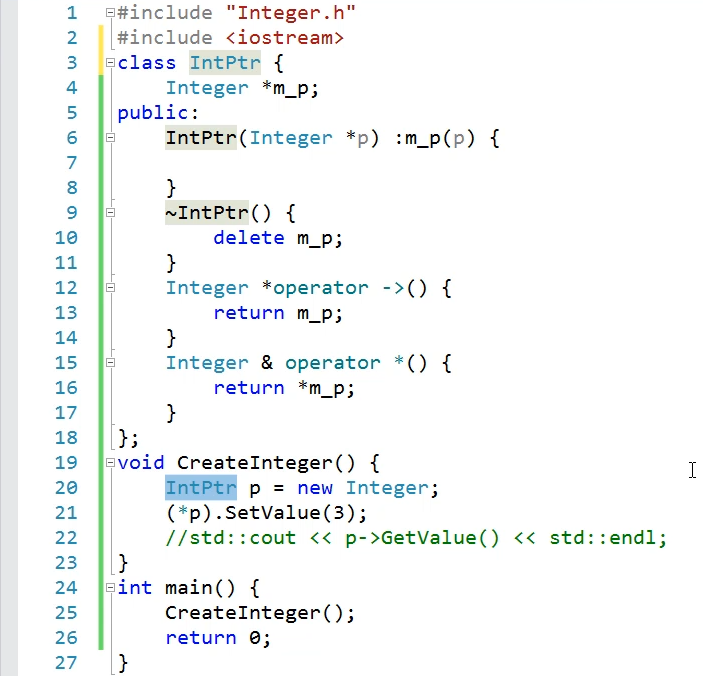 1 #include "Integer.h"
2 #include <iostream>
3 class IntPtr {
4     Integer *m_p;
5 public:
6     IntPtr(Integer *p) :m_p(p) {
7
8     }
9     ~IntPtr() {
10         delete m_p;
11     }
12     Integer *operator ->() {
13         return m_p;
14     }
15     Integer & operator *() {
16         return *m_p;
17     }
18 };
19 void CreateInteger() {
20     IntPtr p = new Integer;
21     (*p).SetValue(3);
22     //std::cout << p->GetValue() << std::endl;
23 }
24 int main() {
25     CreateInteger();
26     return 0;
27 }